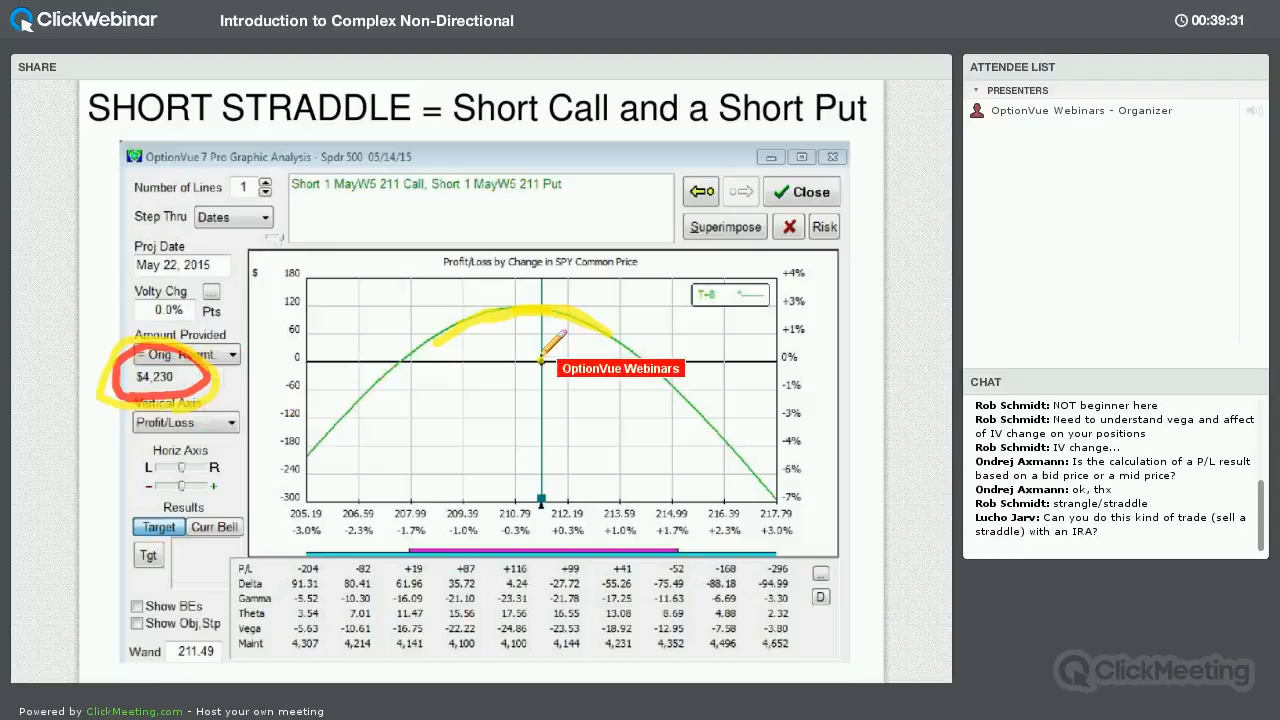 ClickWebinar
Introduction to Complex Non-Directional
00:39:31
SHARE
SHORT STRADDLE = Short Call and a Short Put
OptionVue 7 Pro Graphic Analysis - Spdr 500 05/14/15
Number of Lines 1
Short 1 MayW5 211 Call, Short 1 MayW5 211 Put
Close
Step Thru Dates
Superimpose
Risk
Proj Date
May 22, 2015
Volty Chg ...
0.0% Pts
Amount Provided
= Orig. Reqmt.
$4,230
Vertical Axis
Profit/Loss
Horiz Axis
L R
- +
Results
Target Curr Bell
Tgt
Show BEs
Show Obj,Stp
Wand 211.49
Profit/Loss by Change in SPY Common Price
$
180 +4%
120 +3%
60 +1%
0 0%
-60 -1%
-120 -3%
-180 -4%
-240 -6%
-300 -7%
T-8
OptionVue Webinars
205.19 206.59 207.99 209.39 210.79 212.19 213.59 214.99 216.39 217.79
-3.0% -2.3% -1.7% -1.0% -0.3% +0.3% +1.0% +1.7% +2.3% +3.0%
P/L -204 -82 +19 +87 +116 +99 +41 -52 -168 -296
Delta 91.31 80.41 61.96 35.72 4.24 -27.72 -55.26 -75.49 -88.18 -94.99
Gamma -5.52 -10.30 -16.09 -21.10 -23.31 -21.78 -17.25 -11.63 -6.69 -3.30
Theta 3.54 7.01 11.47 15.56 17.56 16.55 13.08 8.69 4.88 2.32
Vega -5.63 -10.61 -16.75 -22.22 -24.86 -23.53 -18.92 -12.95 -7.58 -3.80
Maint 4,307 4,214 4,141 4,100 4,100 4,144 4,231 4,352 4,496 4,652
...
D
ATTENDEE LIST
PRESENTERS
OptionVue Webinars - Organizer
CHAT
Rob Schmidt: NOT beginner here
Rob Schmidt: Need to understand vega and affect
of IV change on your positions
Rob Schmidt: IV change...
Ondrej Axmann: Is the calculation of a P/L result
based on a bid price or a mid price?
Ondrej Axmann: ok, thx
Rob Schmidt: strangle/straddle
Lucho Jarv: Can you do this kind of trade (sell a
straddle) with an IRA?
ClickMeeting
Powered by ClickMeeting.com - Host your own meeting